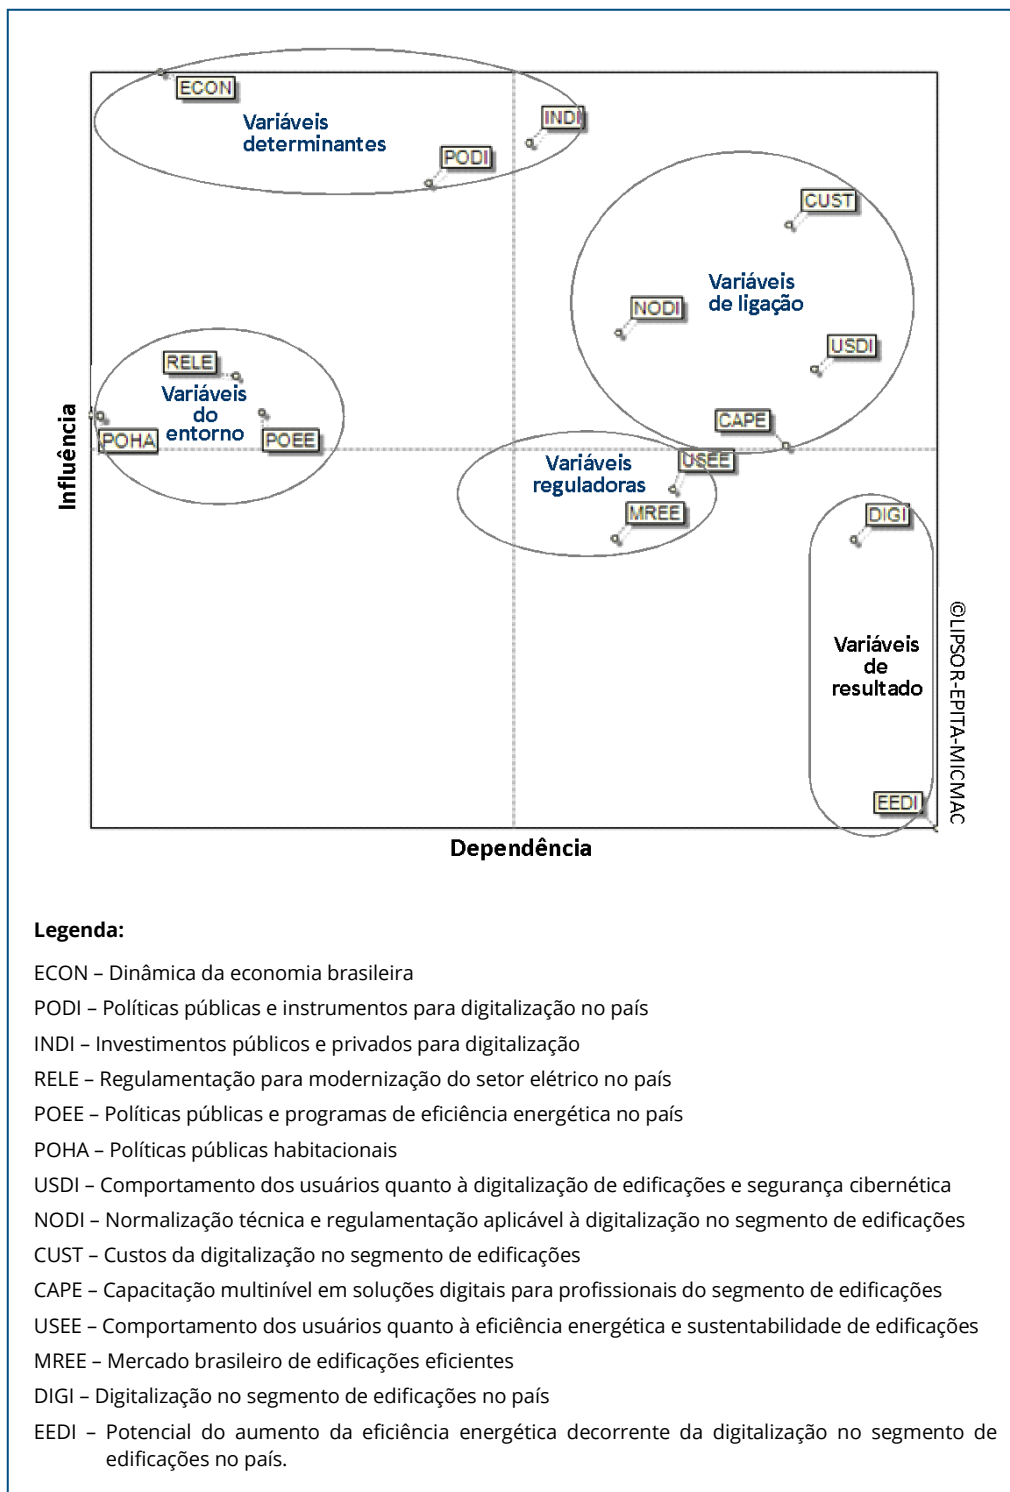 ECON
Variáveis
determinantes
INDI
PODI
CUST
Variáveis
de ligação
NODI
USDI
RELE
Variáveis
do
entorno
POHA
POEE
CAPE
Variáveis
reguladoras
USEE
MREE
DIGI
Variáveis
de
resultado
EEDI
Influência
Dependência
©LIPSOR-EPITA-MICMAC
Legenda:
ECON – Dinâmica da economia brasileira
PODI – Políticas públicas e instrumentos para digitalização no país
INDI – Investimentos públicos e privados para digitalização
RELE – Regulamentação para modernização do setor elétrico no país
POEE – Políticas públicas e programas de eficiência energética no país
POHA – Políticas públicas habitacionais
USDI – Comportamento dos usuários quanto à digitalização de edificações e segurança cibernética
NODI – Normalização técnica e regulamentação aplicável à digitalização no segmento de edificações
CUST – Custos da digitalização no segmento de edificações
CAPE – Capacitação multinível em soluções digitais para profissionais do segmento de edificações
USEE – Comportamento dos usuários quanto à eficiência energética e sustentabilidade de edificações
MREE – Mercado brasileiro de edificações eficientes
DIGI – Digitalização no segmento de edificações no país
EEDI – Potencial do aumento da eficiência energética decorrente da digitalização no segmento de
edificações no país.